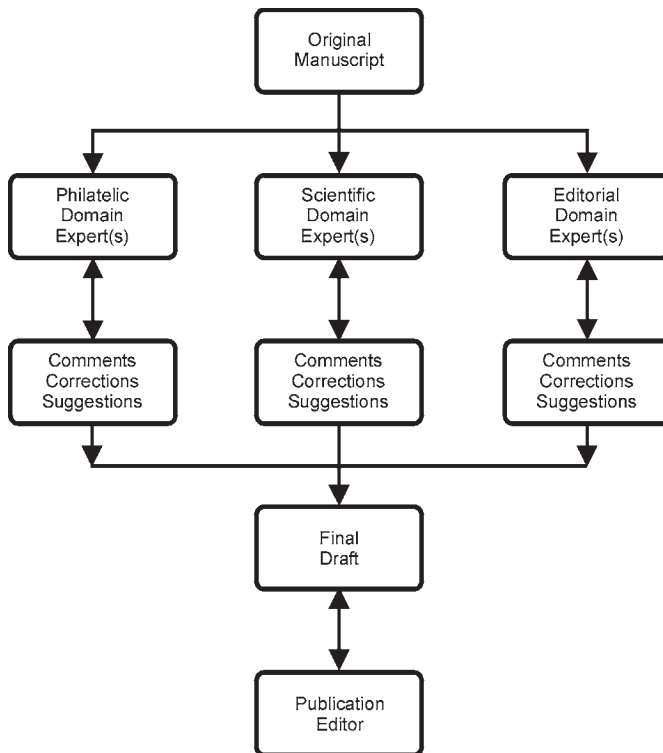 Original
Manuscript
Philatelic
Domain
Expert(s)
Scientific
Domain
Expert(s)
Editorial
Domain
Expert(s)
Comments
Corrections
Suggestions
Comments
Corrections
Suggestions
Comments
Corrections
Suggestions
Final
Draft
Publication
Editor